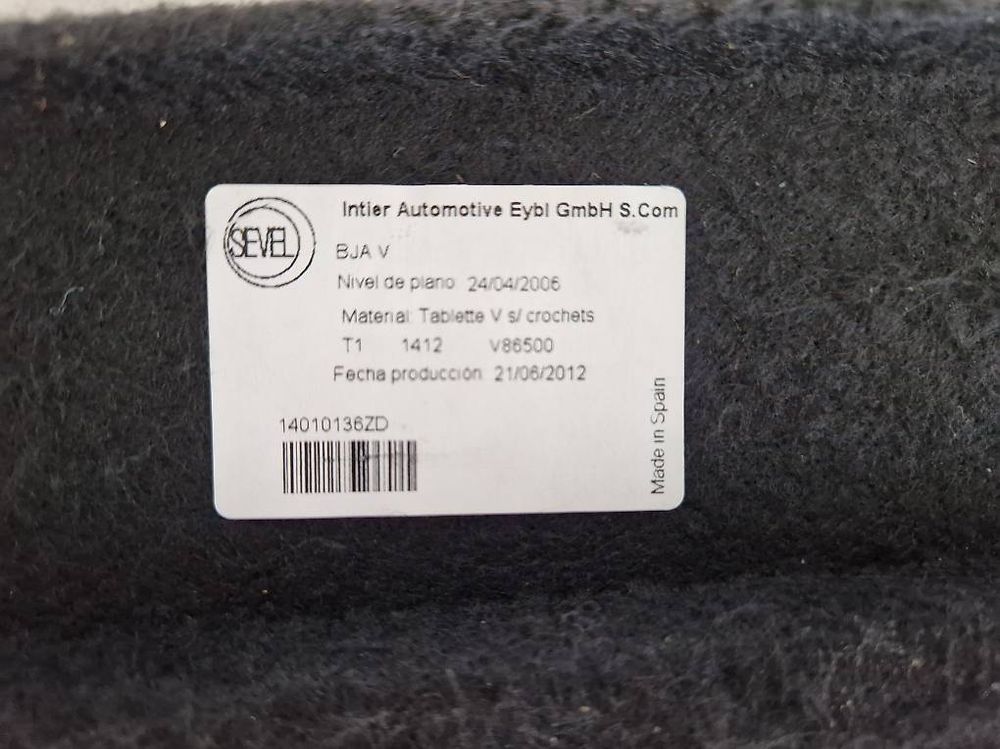 SEVEL
Intier Automotive Eybl GmbH S.Com
BJA V
Nivel de plano 24/04/2006
Material: Tablette V s/ crochets
T1 1412 V86500
Fecha producción 21/06/2012
14010136ZD
Made in Spain